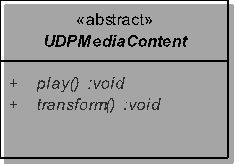 «abstract»
UDPMediaContent
+ play() :void
+ transform() :void